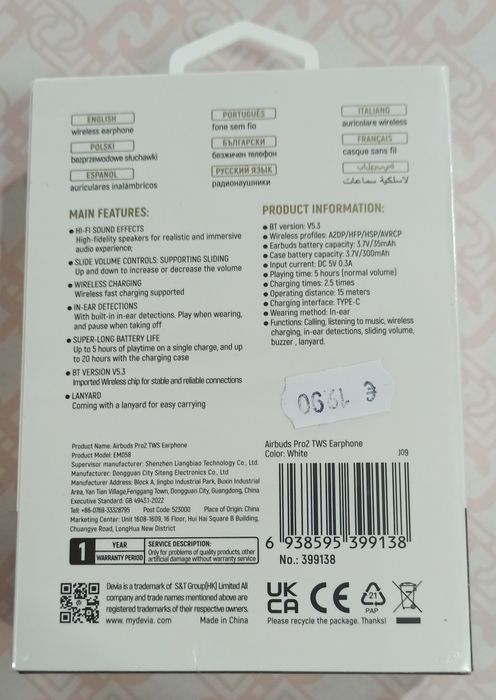 ENGLISH
wireless earphone
POLSKI
bezprzewodowe słuchawki
ESPAÑOL
auriculares inalámbricos
PORTUGUÊS
fone sem fio
БЪЛГАРСКИ
безжичен телефон
РУССКИЙ ЯЗЫК
радионаушники
ITALIANO
auricolare wireless
FRANÇAIS
casque sans fil
لاسلكية سماعات
MAIN FEATURES:
● HI-FI SOUND EFFECTS
High-fidelity speakers for realistic and immersive
audio experience;
● SLIDE VOLUME CONTROLS: SUPPORTING SLIDING
Up and down to increase or decrease the volume
● WIRELESS CHARGING
Wireless fast charging supported
● IN-EAR DETECTIONS
With built-in in-ear detections. Play when wearing,
and pause when taking off
● SUPER-LONG BATTERY LIFE
Up to 5 hours of playtime on a single charge, and up
to 20 hours with the charging case
● BT VERSION V5.3
Imported Wireless chip for stable and reliable connections
● LANYARD
Coming with a lanyard for easy carrying
PRODUCT INFORMATION:
● BT version: V5.3
● Wireless profiles: A2DP/HFP/HSP/AVRCP
● Earbuds battery capacity: 3.7V/35mAh
● Case battery capacity: 3.7V/300mAh
● Input current: DC 5V 0.3A
● Playing time: 5 hours (normal volume)
● Charging times: 2.5 times
● Operating distance: 15 meters
● Charging interface: TYPE-C
● Wearing method: In-ear
● Functions: Calling, listening to music, wireless
charging, in-ear detections, sliding volume,
buzzer , lanyard.
€ 19.90
Product Name: Airbuds Pro2 TWS Earphone
Product Model: EM058
Supervisor manufacturer: Shenzhen Liangbiao Technology Co., Ltd.
Manufacturer: Dongguan City Siteng Electronics Co., Ltd.
Manufacturer Address: Block A, Jingbo Industrial Park, Buxin Industrial
Area, Yan Tian Village,Fenggang Town, Dongguan City, Guangdong, China
Executive Standard: GB 4943.1-2022
Tell: +86-0769-33328795 Post Code: 523000 Place of Origin: China
Marketing Center: Unit 1608-1609, 16 Floor, Hui Hai Square B Building,
Chuangye Road, LongHua New District
1 YEAR
WARRANTY PERIOD
SERVICE DESCRIPTION:
Only for problems of quality products, other
artificial damage without warranty service
Airbuds Pro2 TWS Earphone
Color: White J09
6 938595 399138
No.: 399138
Devia is a trademark of S&T Group(HK) Limited All
company and trade names mentioned above are
registered trademarks of their respective owners.
www.mydevia.com Made in China
UK
CA
CE
21
PAP
Please recycle the package. Thanks!